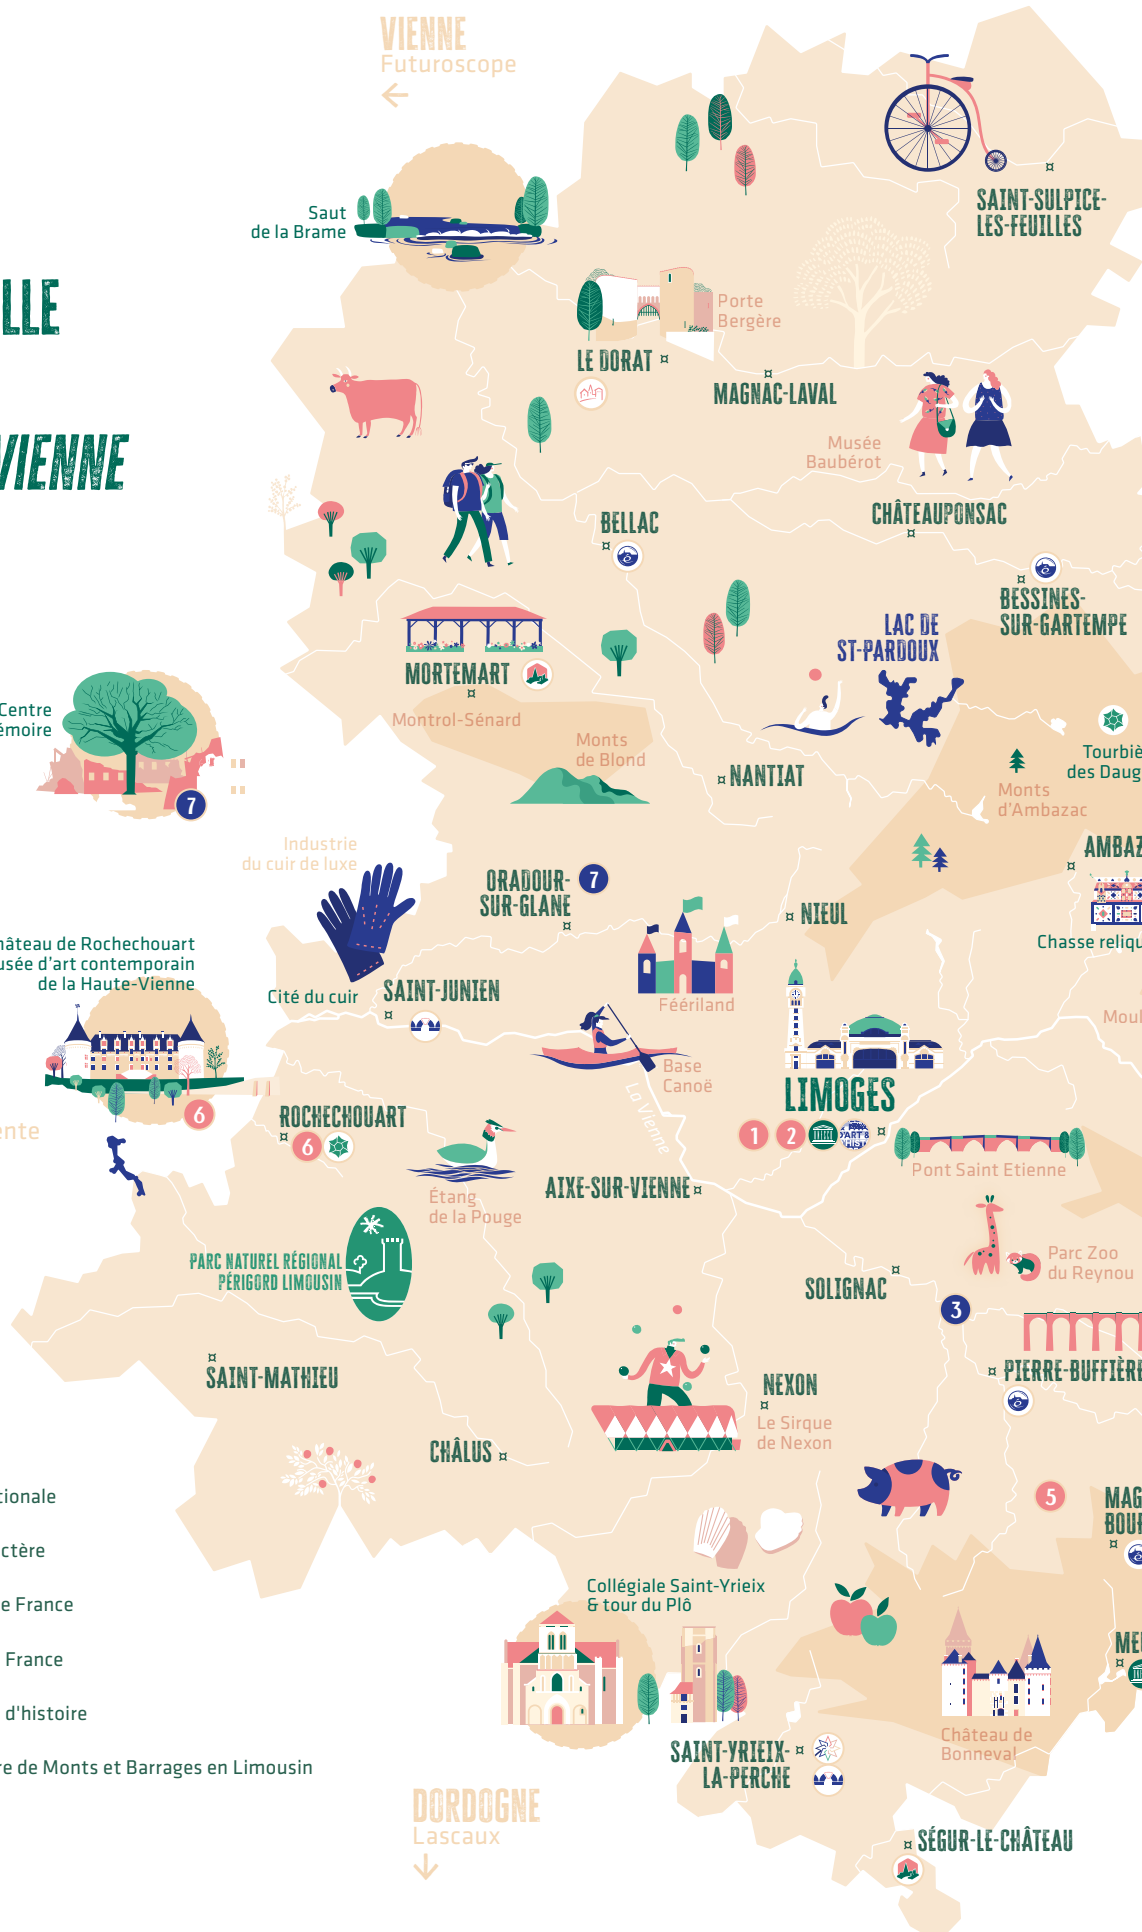 VIENNE
Futuroscope
Saut
de la Brame
SAINT-SULPICE-
LES-FEUILLES
LLE
Porte
Bergère
LE DORAT
MAGNAC-LAVAL
VIENNE
Musée
Baubérot
CHÂTEAUPONSAC
BELLAC
BESSINES-
SUR-GARTEMPE
LAC DE
ST-PARDOUX
MORTEMART
Montrol-Sénard
Centre
émoire
7
Monts
de Blond
NANTIAT
Tourbiè
des Daug
Monts
d'Ambazac
Industrie
du cuir de luxe
AMBAZ
ORADOUR-
SUR-GLANE
7
NIEUL
Chasse reliqu
hâteau de Rochechouart
usée d'art contemporain
de la Haute-Vienne
Cité du cuir
SAINT-JUNIEN
Féériland
Moul
Base
Canoë
La Vienne
LIMOGES
1
2
D'ART &
HIST
6
ente
ROCHECHOUART
6
Pont Saint Etienne
AIXE-SUR-VIENNE
Étang
de la Pouge
PARC NATUREL RÉGIONAL
PÉRIGORD LIMOUSIN
Parc Zoo
du Reynou
SOLIGNAC
3
PIERRE-BUFFIÈRE
SAINT-MATHIEU
NEXON
Le Sirque
de Nexon
CHÂLUS
5
MAG
BOU
tionale
ctère
e France
France
d'histoire
re de Monts et Barrages en Limousin
Collégiale Saint-Yrieix
& tour du Plô
MEU
Château de
Bonneval
SAINT-YRIEIX-
LA-PERCHE
DORDOGNE
Lascaux
SÉGUR-LE-CHÂTEAU